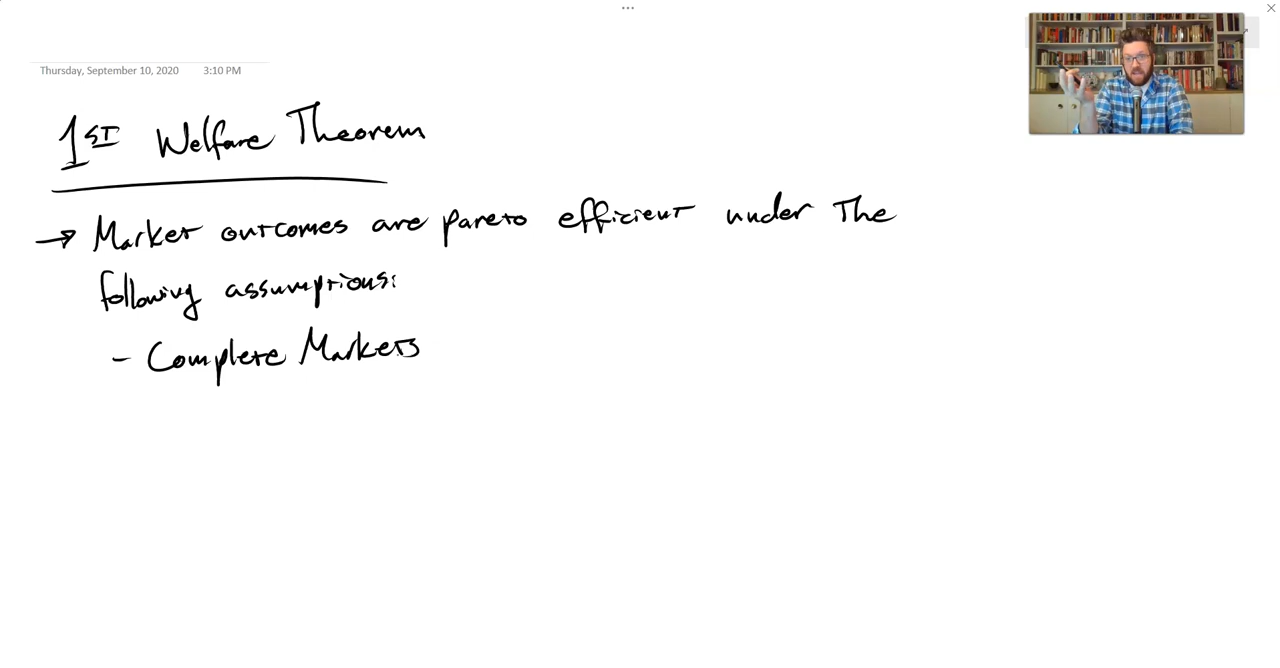 Thursday, September 10, 2020 3:10 PM
1ST Welfare Theorem
→ Market outcomes are pareto efficient under the
following assumptions:
- Complete Markets